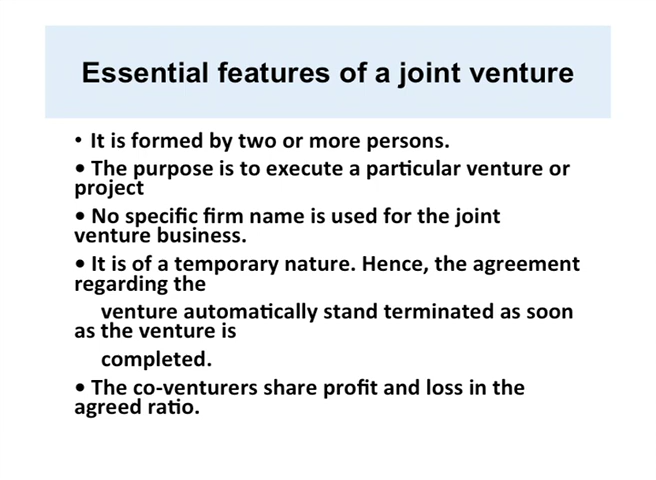 Essential features of a joint venture
• It is formed by two or more persons.
• The purpose is to execute a particular venture or
project
• No specific firm name is used for the joint
venture business.
• It is of a temporary nature. Hence, the agreement
regarding the
venture automatically stand terminated as soon
as the venture is
completed.
• The co-venturers share profit and loss in the
agreed ratio.